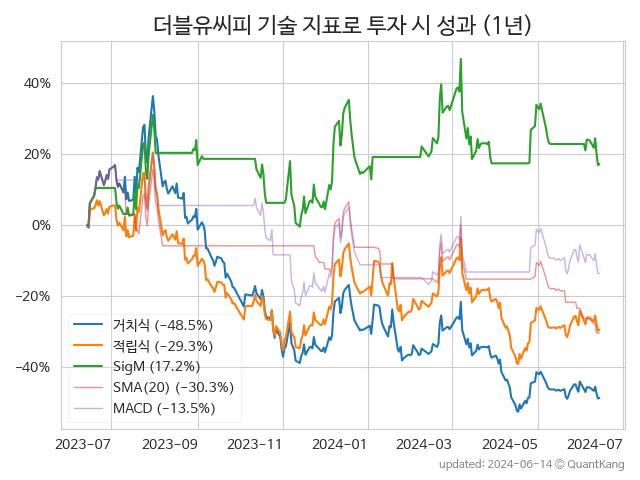 더블유씨피 기술 지표로 투자 시 성과 (1년)
40%
20%
0%
−20%
−40%
거치식 (−48.5%)
적립식 (−29.3%)
SigM (17.2%)
SMA(20) (−30.3%)
MACD (−13.5%)
2023−07 2023−09 2023−11 2024−01 2024−03 2024−05 2024−07
updated: 2024−06−14 © QuantKang